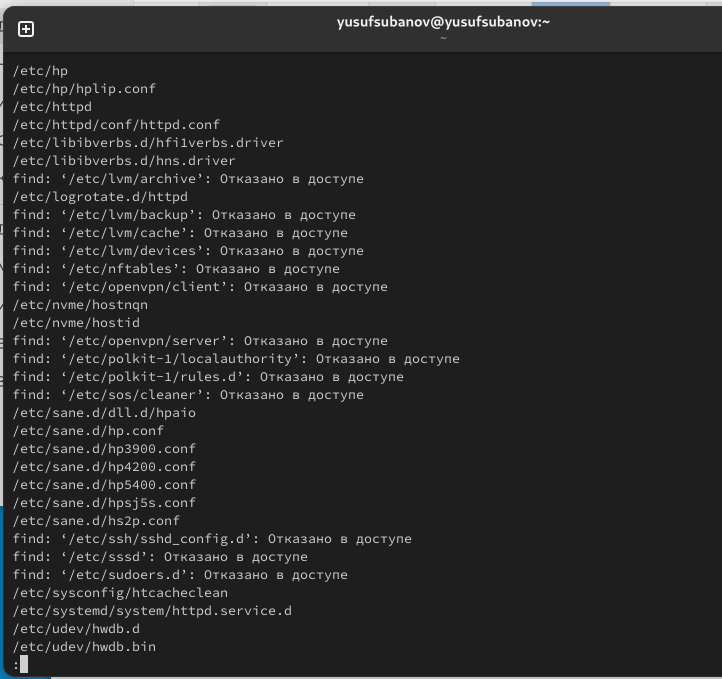 yusufsubanov@yusufsubanov:~
~
/etc/hp
/etc/hp/hplip.conf
/etc/httpd
/etc/httpd/conf/httpd.conf
/etc/libibverbs.d/hfi1verbs.driver
/etc/libibverbs.d/hns.driver
find: ‘/etc/lvm/archive’: Отказано в доступе
/etc/logrotate.d/httpd
find: ‘/etc/lvm/backup’: Отказано в доступе
find: ‘/etc/lvm/cache’: Отказано в доступе
find: ‘/etc/lvm/devices’: Отказано в доступе
find: ‘/etc/nftables’: Отказано в доступе
find: ‘/etc/openvpn/client’: Отказано в доступе
/etc/nvme/hostnqn
/etc/nvme/hostid
find: ‘/etc/openvpn/server’: Отказано в доступе
find: ‘/etc/polkit-1/localauthority’: Отказано в доступе
find: ‘/etc/polkit-1/rules.d’: Отказано в доступе
find: ‘/etc/sos/cleaner’: Отказано в доступе
/etc/sane.d/dll.d/hpaio
/etc/sane.d/hp.conf
/etc/sane.d/hp3900.conf
/etc/sane.d/hp4200.conf
/etc/sane.d/hp5400.conf
/etc/sane.d/hpsj5s.conf
/etc/sane.d/hs2p.conf
find: ‘/etc/ssh/sshd_config.d’: Отказано в доступе
find: ‘/etc/sssd’: Отказано в доступе
find: ‘/etc/sudoers.d’: Отказано в доступе
/etc/sysconfig/htcacheclean
/etc/systemd/system/httpd.service.d
/etc/udev/hwdb.d
/etc/udev/hwdb.bin
: